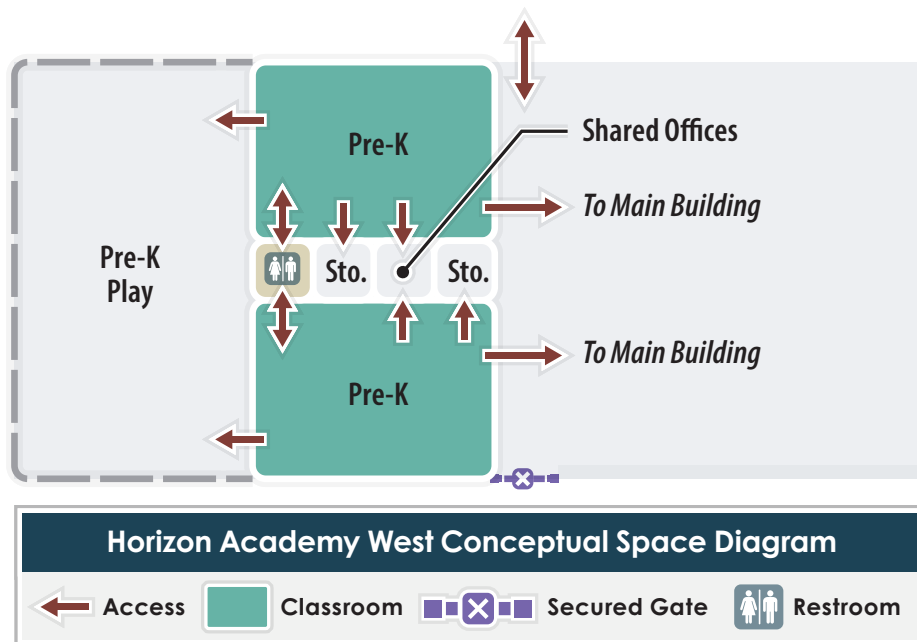 Pre-K
Shared Offices
To Main Building
Pre-K
Play
Sto.
Sto.
To Main Building
Pre-K
Horizon Academy West Conceptual Space Diagram
Access
Classroom
Secured Gate
Restroom